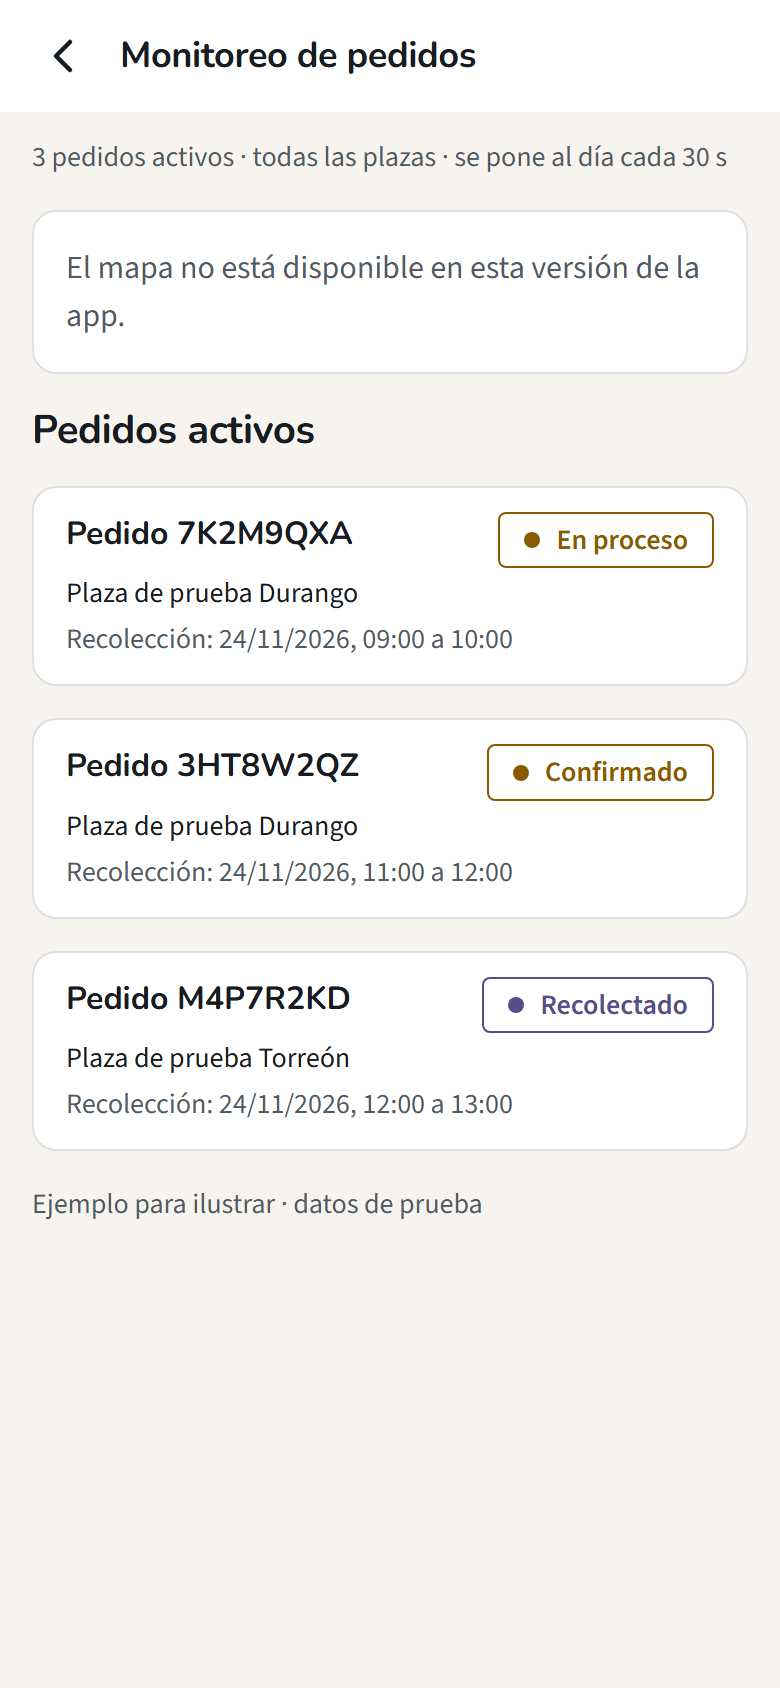 Monitoreo de pedidos
3 pedidos activos · todas las plazas · se pone al día cada 30 s
El mapa no está disponible en esta versión de la
app.
Pedidos activos
Pedido 7K2M9QXA
En proceso
Plaza de prueba Durango
Recolección: 24/11/2026, 09:00 a 10:00
Pedido 3HT8W2QZ
Confirmado
Plaza de prueba Durango
Recolección: 24/11/2026, 11:00 a 12:00
Pedido M4P7R2KD
Recolectado
Plaza de prueba Torreón
Recolección: 24/11/2026, 12:00 a 13:00
Ejemplo para ilustrar · datos de prueba